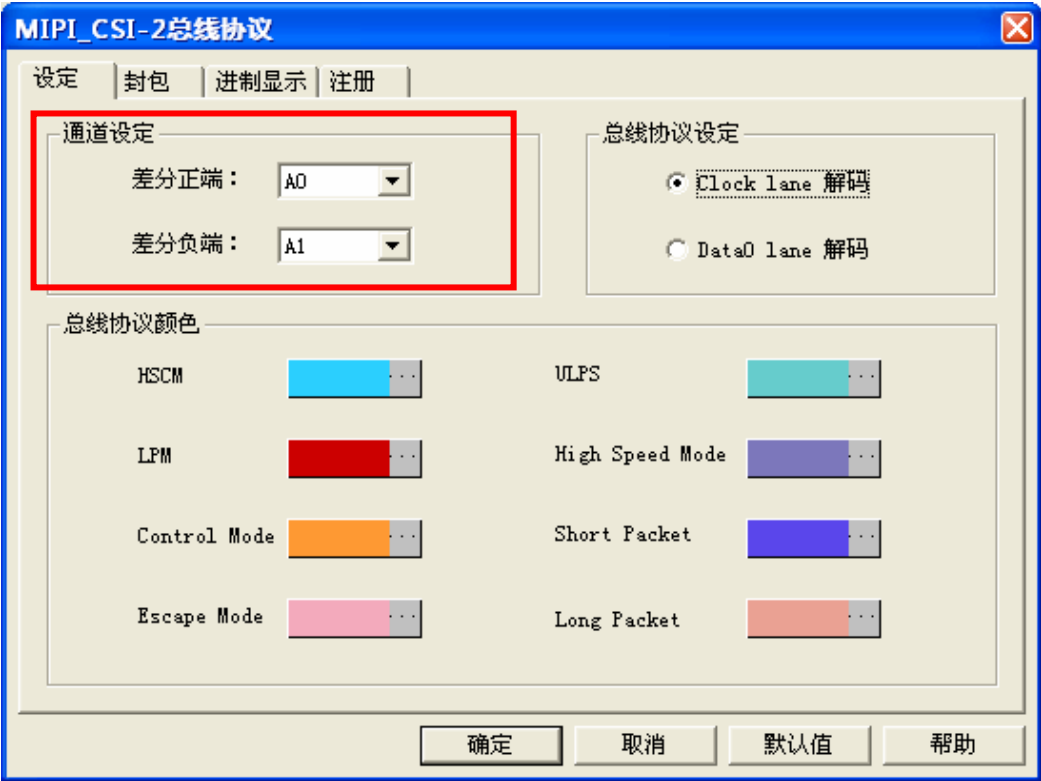 MIPI_CSI-2总线协议
设定 封包 进制显示 注册
通道设定
差分正端： A0
差分负端： A1
总线协议设定
Clock lane 解码
Data0 lane 解码
总线协议颜色
HSCM ... ULPS ...
LPM ... High Speed Mode ...
Control Mode ... Short Packet ...
Escape Mode ... Long Packet ...
确定 取消 默认值 帮助